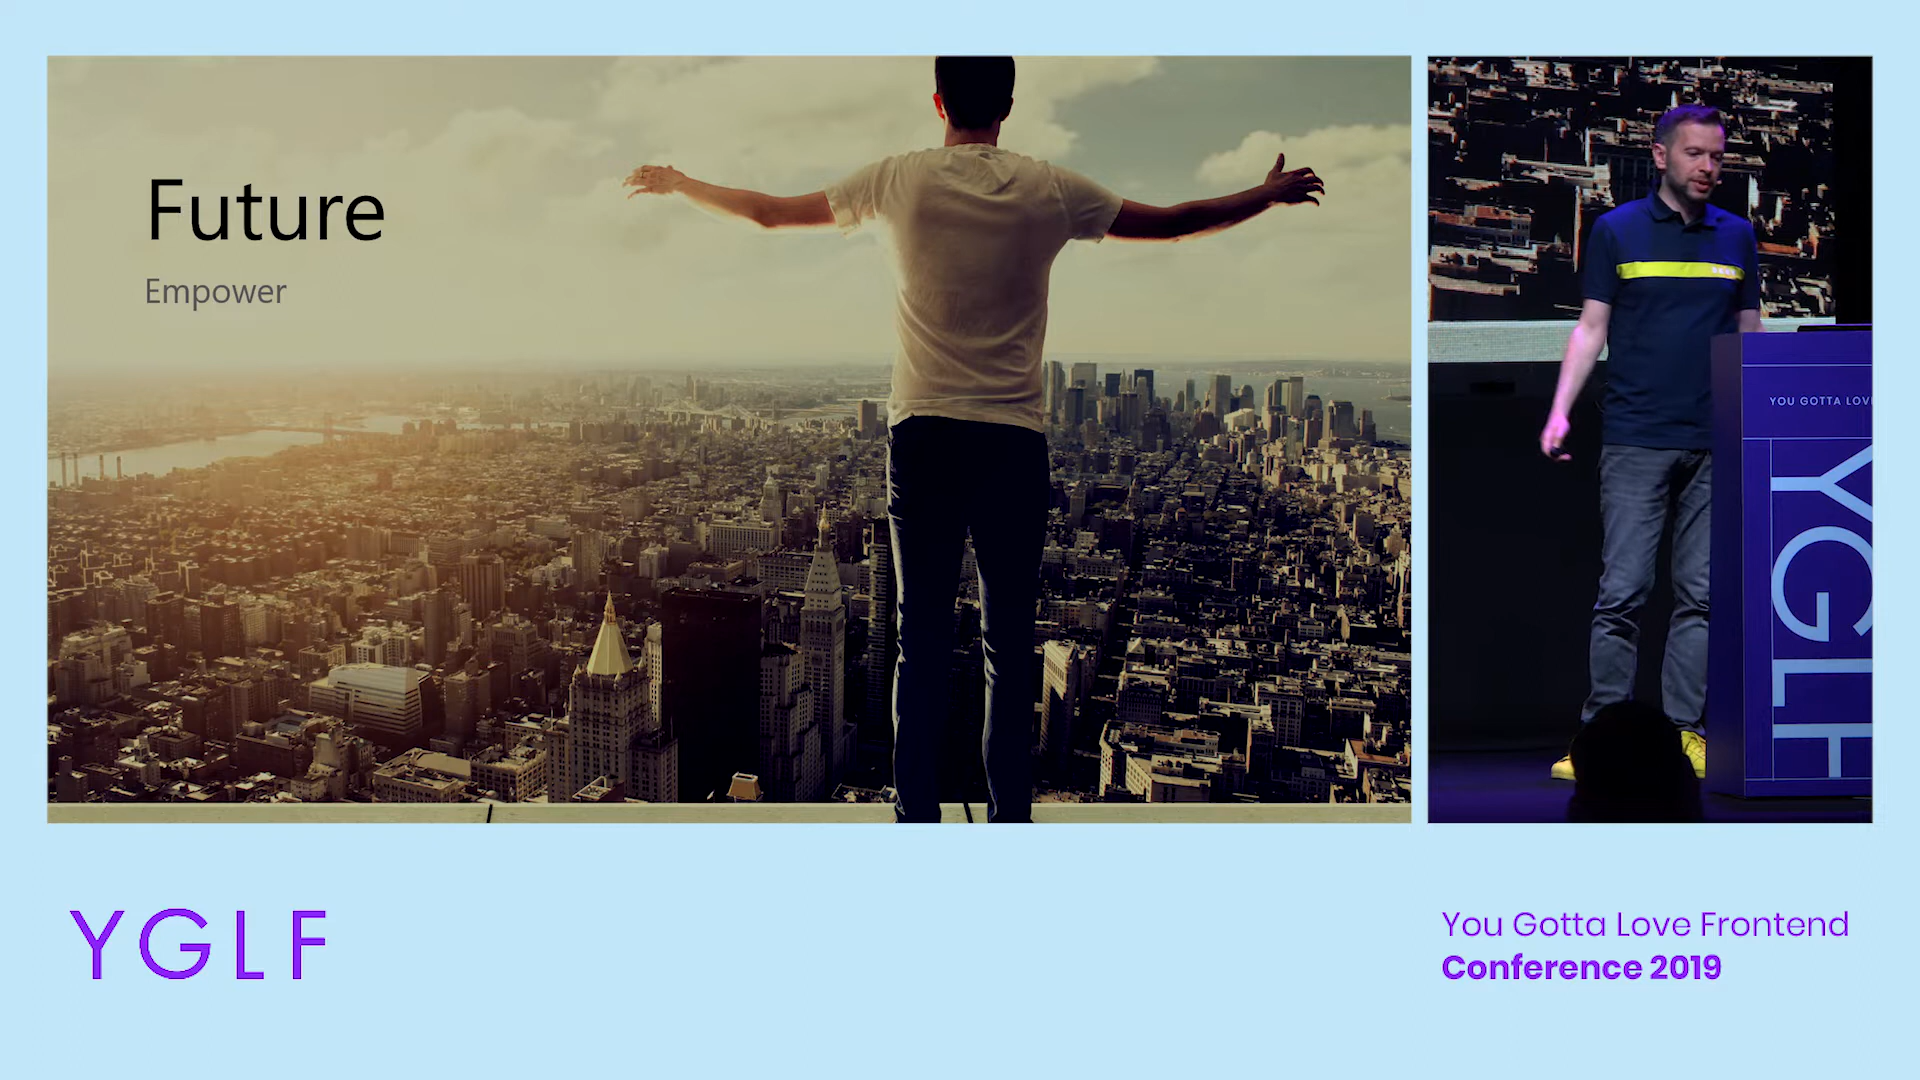 Future
Empower
YOU GOTTA LOV
YGLF
YGLF
You Gotta Love Frontend
Conference 2019